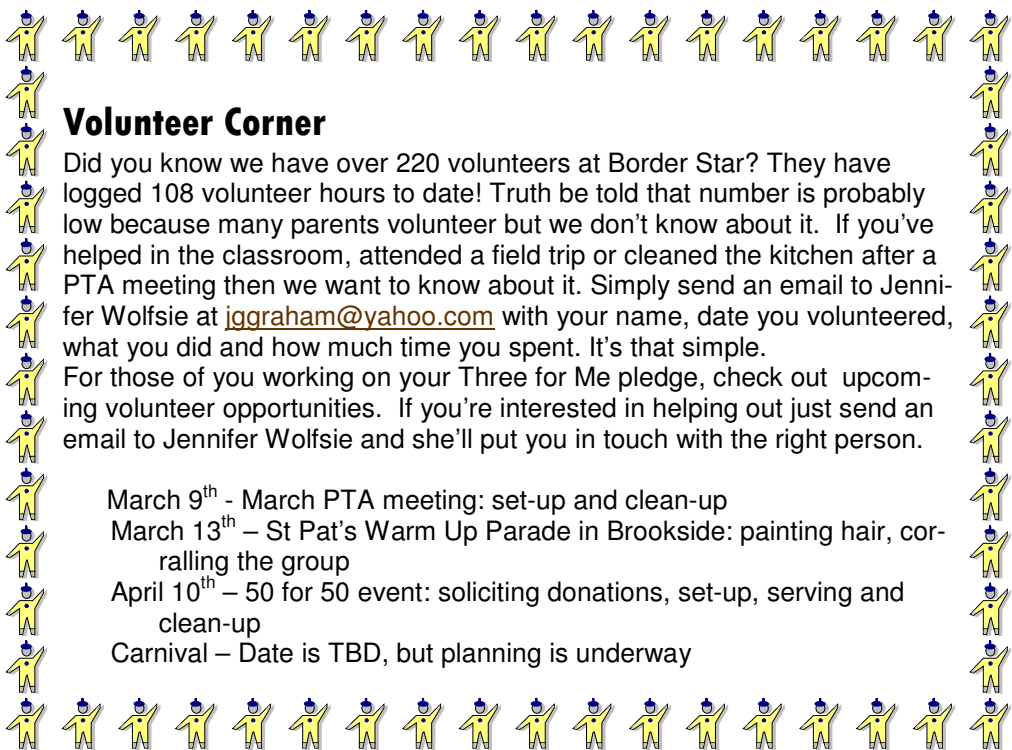 Volunteer Corner
Did you know we have over 220 volunteers at Border Star? They have
logged 108 volunteer hours to date! Truth be told that number is probably
low because many parents volunteer but we don't know about it.  If you've
helped in the classroom, attended a field trip or cleaned the kitchen after a
PTA meeting then we want to know about it. Simply send an email to Jenni-
fer Wolfsie at jggraham@yahoo.com with your name, date you volunteered,
what you did and how much time you spent. It's that simple.
For those of you working on your Three for Me pledge, check out  upcom-
ing volunteer opportunities.  If you're interested in helping out just send an
email to Jennifer Wolfsie and she'll put you in touch with the right person.
March 9th - March PTA meeting: set-up and clean-up
March 13th – St Pat's Warm Up Parade in Brookside: painting hair, cor-
ralling the group
April 10th – 50 for 50 event: soliciting donations, set-up, serving and
clean-up
Carnival – Date is TBD, but planning is underway